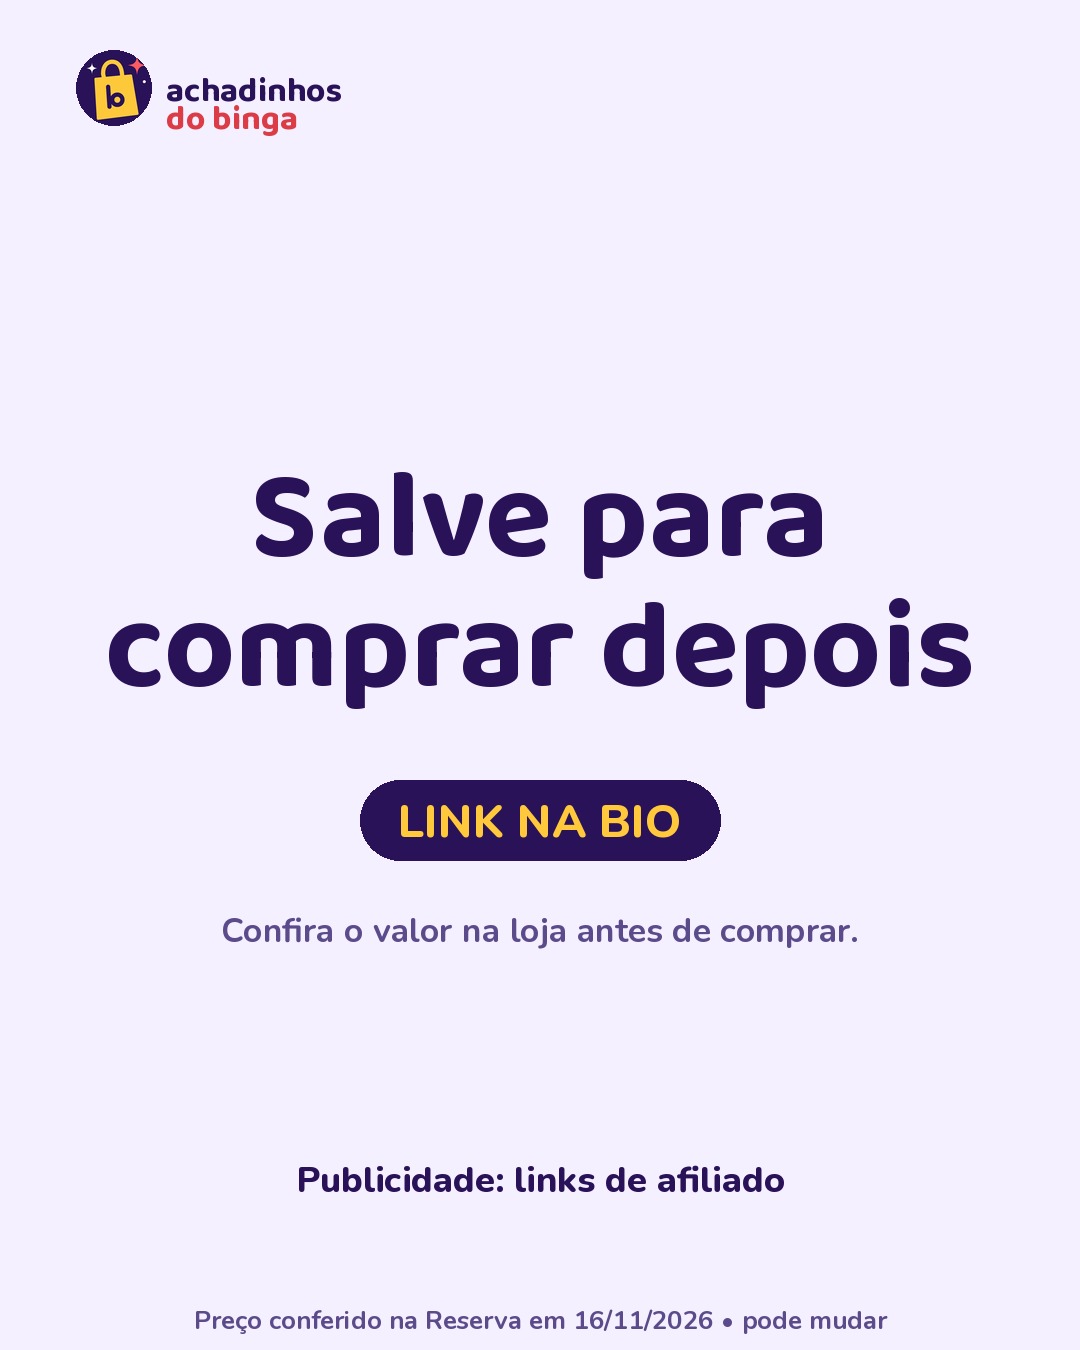 b
achadinhos
do binga
Salve para
comprar depois
LINK NA BIO
Confira o valor na loja antes de comprar.
Publicidade: links de afiliado
Preço conferido na Reserva em 16/11/2026 • pode mudar